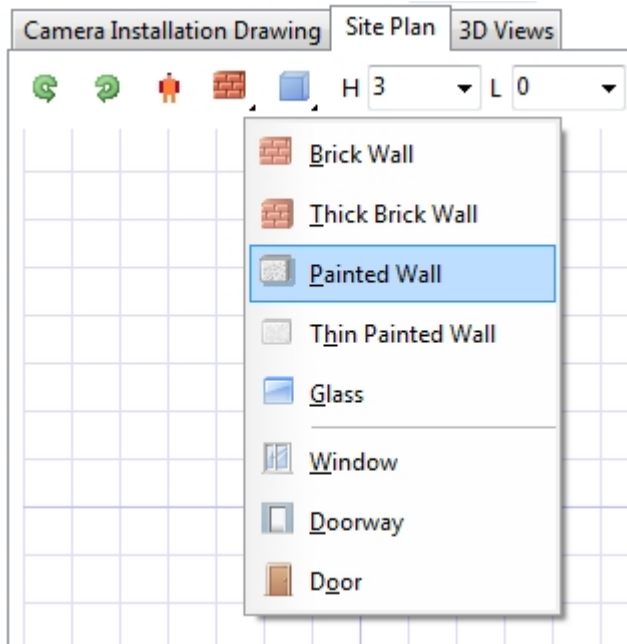 Camera Installation Drawing Site Plan 3D Views
H 3 L 0
Brick Wall
Thick Brick Wall
Painted Wall
Thin Painted Wall
Glass
Window
Doorway
Door